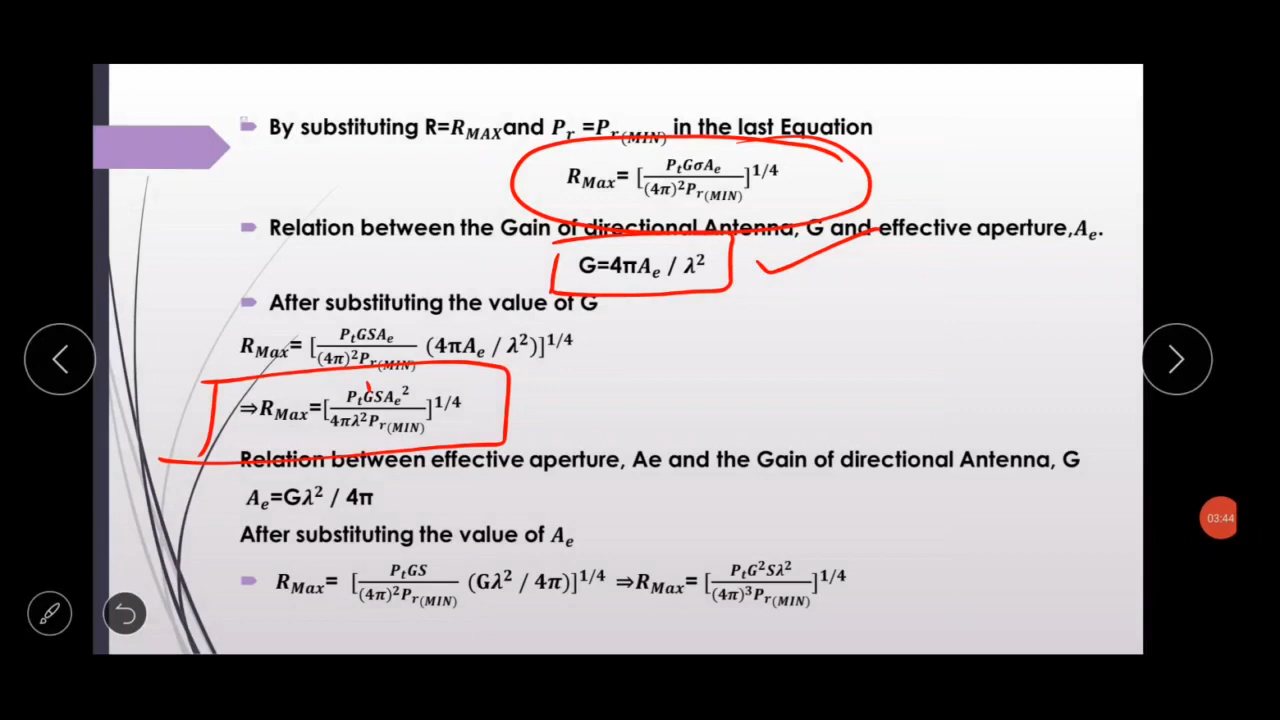 By substituting R=R_MAX and P_r =P_r(MIN) in the last Equation
R_Max= [P_tGσA_e / (4π)²P_r(MIN)]^1/4
Relation between the Gain of directional Antenna, G and effective aperture,A_e.
G=4πA_e / λ²
After substituting the value of G
R_Max= [P_tGSA_e / (4π)²P_r(MIN) (4πA_e / λ²)]^1/4
⇒R_Max=[P_tGSA_e² / 4πλ²P_r(MIN)]^1/4
Relation between effective aperture, Ae and the Gain of directional Antenna, G
A_e=Gλ² / 4π
After substituting the value of A_e
R_Max= [P_tGS / (4π)²P_r(MIN) (Gλ² / 4π)]^1/4 ⇒R_Max= [P_tG²Sλ² / (4π)³P_r(MIN)]^1/4
03:44